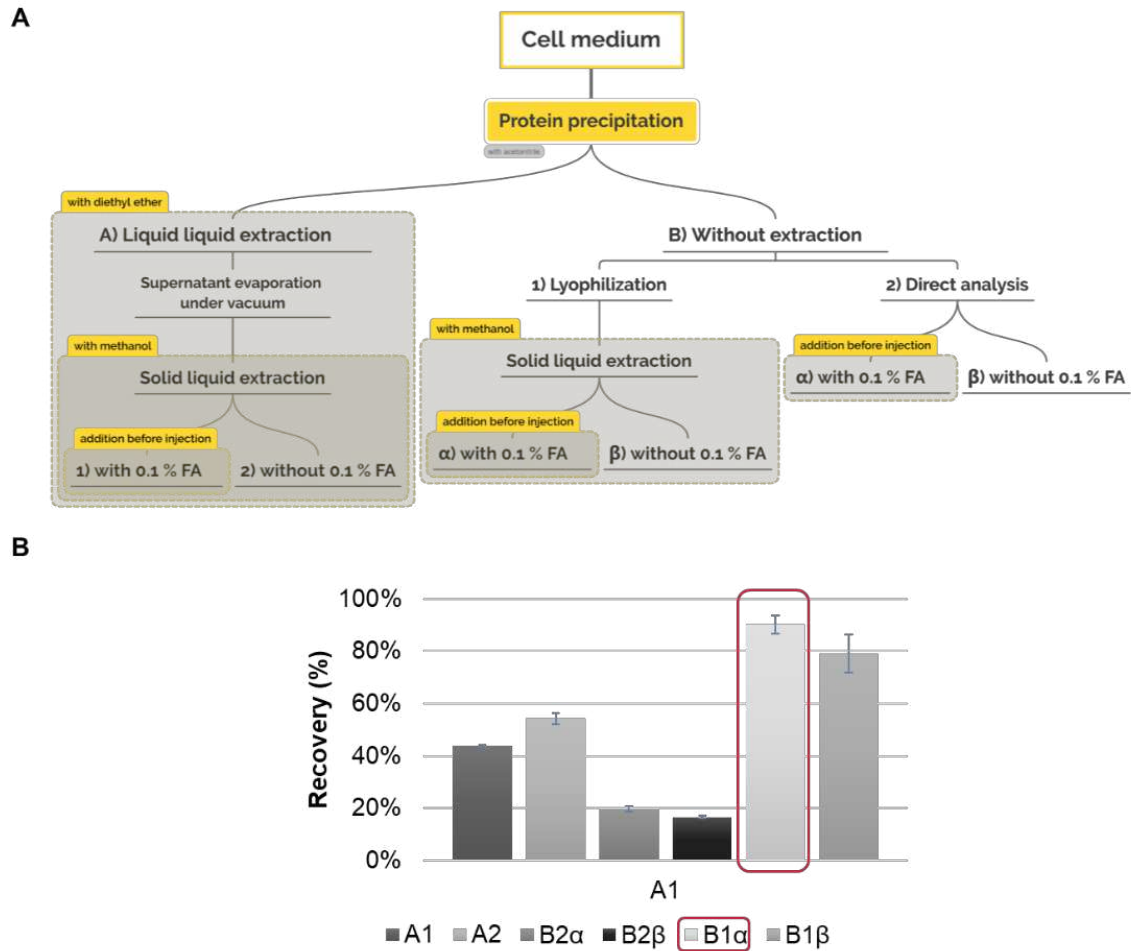 A
Cell medium
Protein precipitation
with acetonitrile
with diethyl ether
A) Liquid liquid extraction
Supernatant evaporation
under vacuum
with methanol
Solid liquid extraction
addition before injection
1) with 0.1 % FA
2) without 0.1 % FA
B) Without extraction
1) Lyophilization
with methanol
Solid liquid extraction
addition before injection
α) with 0.1 % FA
β) without 0.1 % FA
2) Direct analysis
addition before injection
α) with 0.1 % FA
β) without 0.1 % FA
B
Recovery (%)
100%
80%
60%
40%
20%
0%
A1
A1 A2 B2α B2β B1α B1β